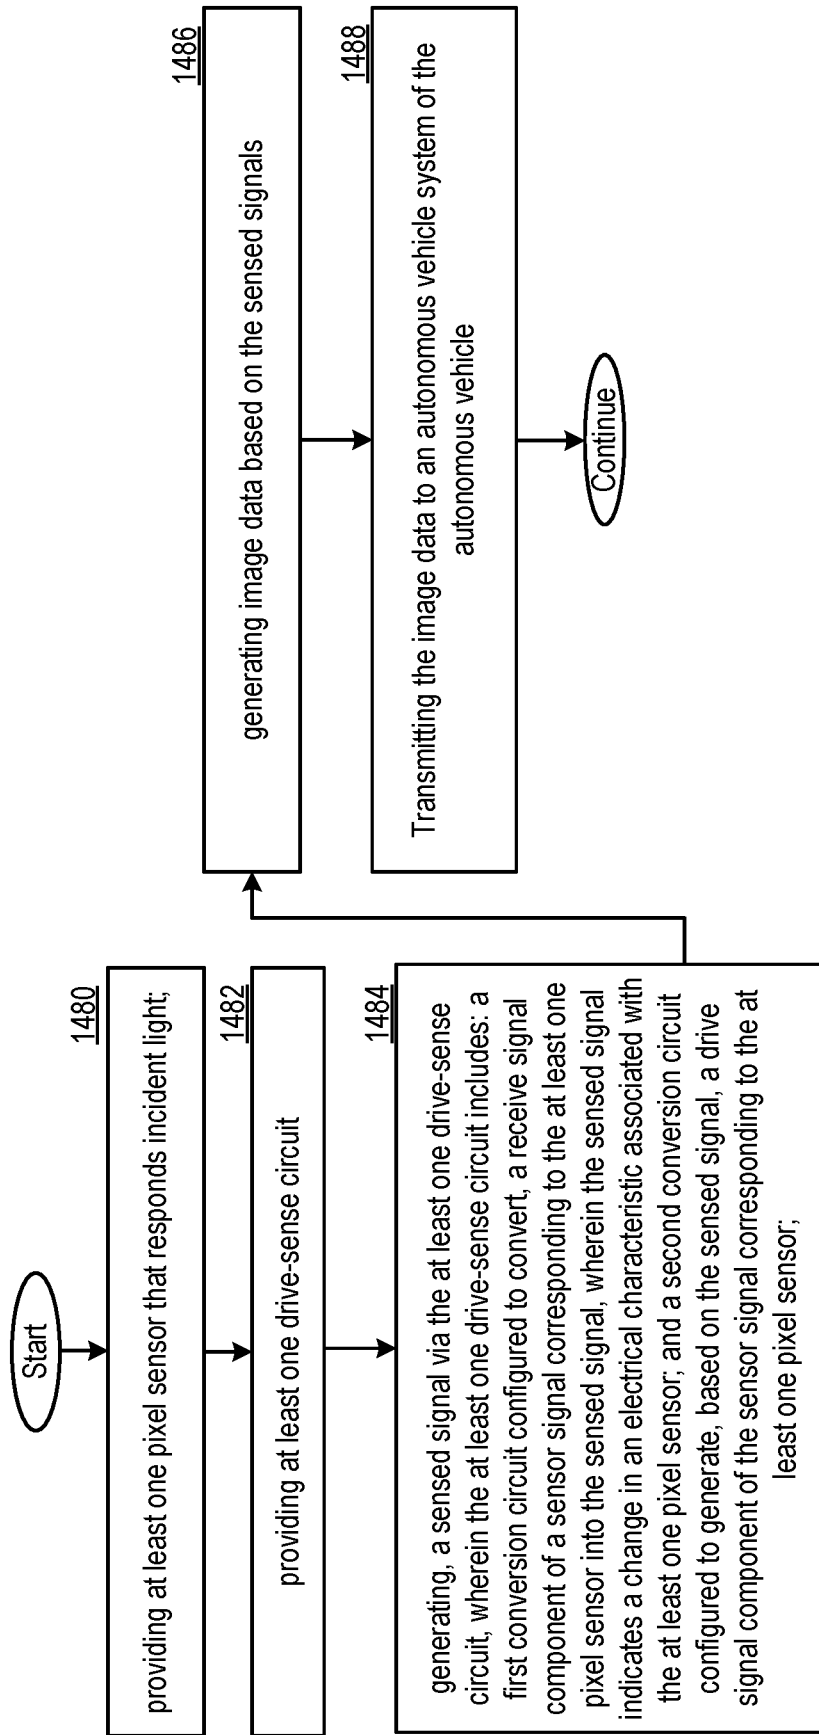 Start
1480
providing at least one pixel sensor that responds incident light;
1482
providing at least one drive-sense circuit
1484
generating, a sensed signal via the at least one drive-sense
circuit, wherein the at least one drive-sense circuit includes: a
first conversion circuit configured to convert, a receive signal
component of a sensor signal corresponding to the at least one
pixel sensor into the sensed signal, wherein the sensed signal
indicates a change in an electrical characteristic associated with
the at least one pixel sensor; and a second conversion circuit
configured to generate, based on the sensed signal, a drive
signal component of the sensor signal corresponding to the at
least one pixel sensor;
1486
generating image data based on the sensed signals
1488
Transmitting the image data to an autonomous vehicle system of the
autonomous vehicle
Continue